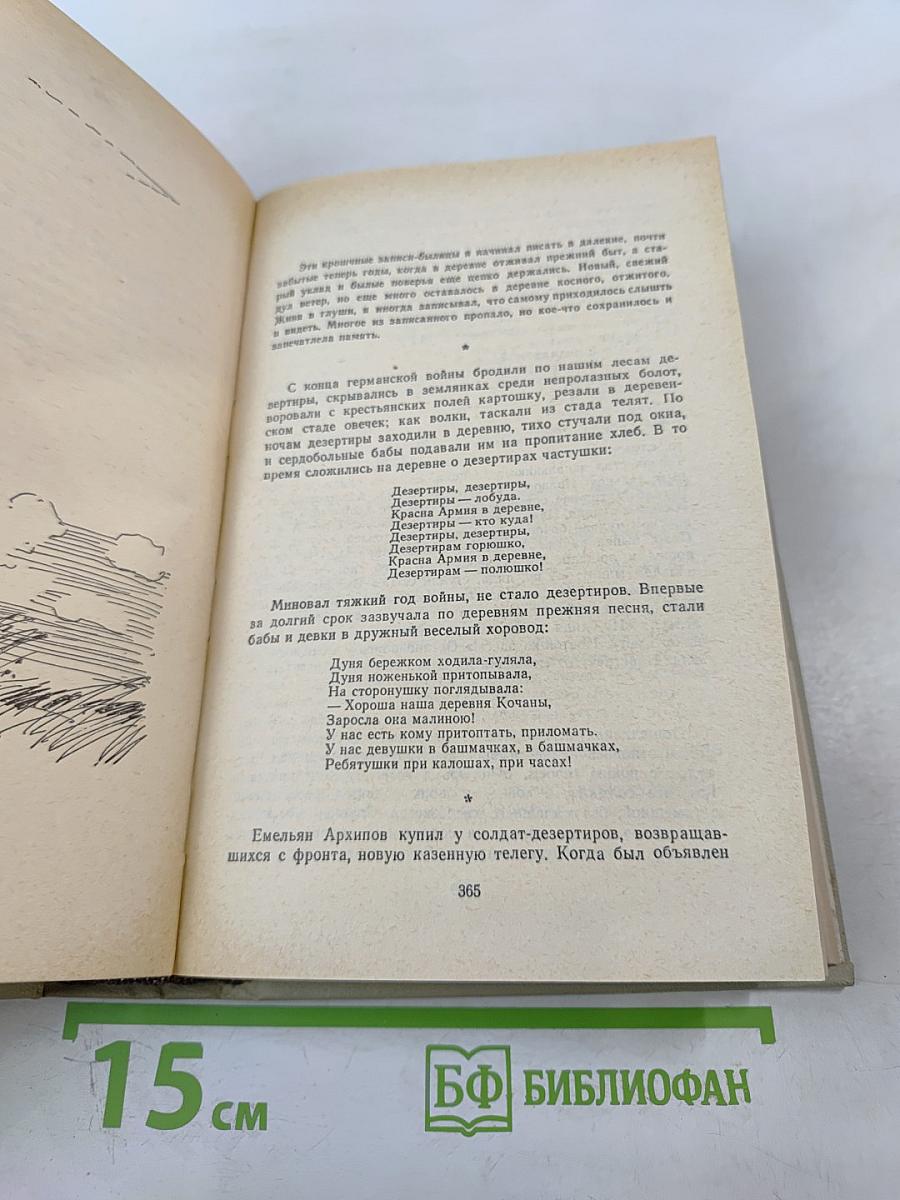 Эти крошечные записи-былицы я начинал писать в далекие, почти
забытые теперь годы, когда в деревне отживал прежний быт, а ста-
рый уклад и былые поверья еще цепко держались. Новый, свежий
дул ветер, но еще много оставалось в деревне косного, отжитого.
Живя в глуши, я иногда записывал, что самому приходилось слышать
и видеть. Многое из записанного пропало, но кое-что сохранилось и
запечатлела память.
*
С конца германской войны бродили по нашим лесам де-
зертиры, скрывались в землянках среди непролазных болот,
воровали с крестьянских полей картошку, резали в деревен-
ском стаде овечек; как волки, таскали из стада телят. По
ночам дезертиры заходили в деревню, тихо стучали под окна,
и сердобольные бабы подавали им на пропитание хлеб. В то
время сложились на деревне о дезертирах частушки:
Дезертиры, дезертиры,
Дезертиры — лобуда.
Красна Армия в деревне,
Дезертиры — кто куда!
Дезертиры, дезертиры,
Дезертирам горюшко,
Красна Армия в деревне,
Дезертирам — полюшко!
Миновал тяжкий год войны, не стало дезертиров. Впервые
за долгий срок зазвучала по деревням прежняя песня, стали
бабы и девки в дружный веселый хоровод:
Дуня бережком ходила-гуляла,
Дуня ноженькой притопывала,
На сторонушку поглядывала:
— Хороша наша деревня Кочаны,
Заросла она малиною!
У нас есть кому притоптать, приломать.
У нас девушки в башмачках, в башмачках,
Ребятушки при калошах, при часах!
*
Емельян Архипов купил у солдат-дезертиров, возвращав-
шихся с фронта, новую казенную телегу. Когда был объявлен
365
15 см
БФ БИБЛИОФАН